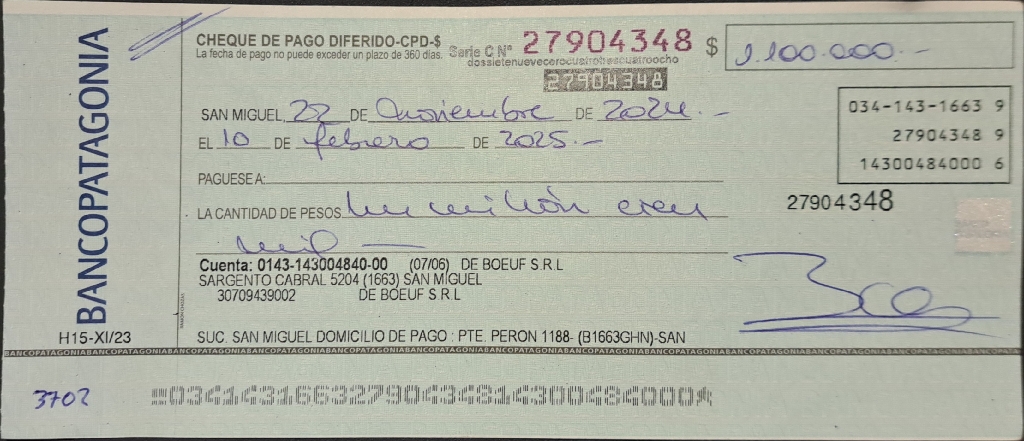 BANCOPATAGONIA
H15-XI/23
CHEQUE DE PAGO DIFERIDO-CPD-$
La fecha de pago no puede exceder un plazo de 360 días.
Serie C Nº 27904348
dossietenuevecerocuatrotrescuatroocho
27904348
$ 1.100.000.-
SAN MIGUEL, 22 DE noviembre DE 2024.-
EL 10 DE febrero DE 2025.-
PAGUESE A:
LA CANTIDAD DE PESOS un millón cien
mil —
034-143-1663 9
27904348 9
14300484000 6
27904348
Cuenta: 0143-143004840-00 (07/06) DE BOEUF S.R.L
SARGENTO CABRAL 5204 (1663) SAN MIGUEL
30709439002 DE BOEUF S.R.L
SUC. SAN MIGUEL DOMICILIO DE PAGO : PTE. PERON 1188- (B1663GHN)-SAN
BANCOPATAGONIABANCOPATAGONIABANCOPATAGONIABANCOPATAGONIABANCOPATAGONIABANCOPATAGONIABANCOPATAGONIA
3702
03414316632790434814300484000